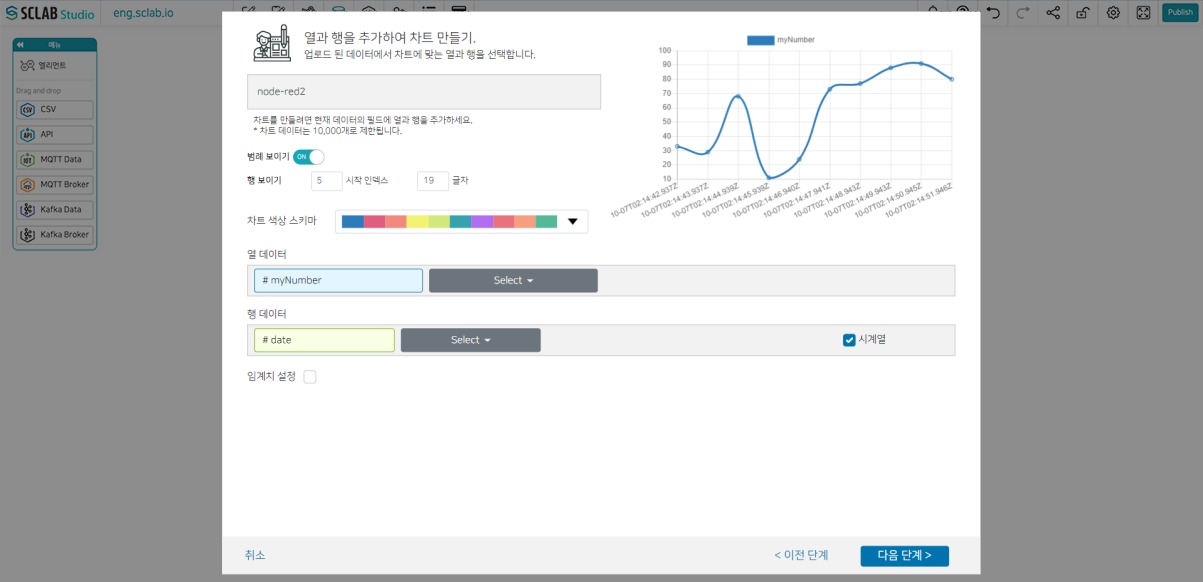 SCLAB Studio
eng.sclab.io
Publish
메뉴
엘리먼트
Drag and drop
CSV
API
MQTT Data
MQTT Broker
Kafka Data
Kafka Broker
열과 행을 추가하여 차트 만들기.
업로드 된 데이터에서 차트에 맞는 열과 행을 선택합니다.
node-red2
차트를 만들려면 현재 데이터의 필드에 열과 행을 추가하세요.
* 차트 데이터는 10,000개로 제한됩니다.
범례 보이기 ON
행 보이기 5 시작 인덱스 19 글자
차트 색상 스키마
myNumber
100
90
80
70
60
50
40
30
20
10
10-07T02:14:42.937Z
10-07T02:14:43.937Z
10-07T02:14:44.939Z
10-07T02:14:45.939Z
10-07T02:14:46.940Z
10-07T02:14:47.941Z
10-07T02:14:48.943Z
10-07T02:14:49.943Z
10-07T02:14:50.945Z
10-07T02:14:51.946Z
열 데이터
# myNumber Select
행 데이터
# date Select 시계열
임계치 설정
취소 < 이전 단계 다음 단계 >